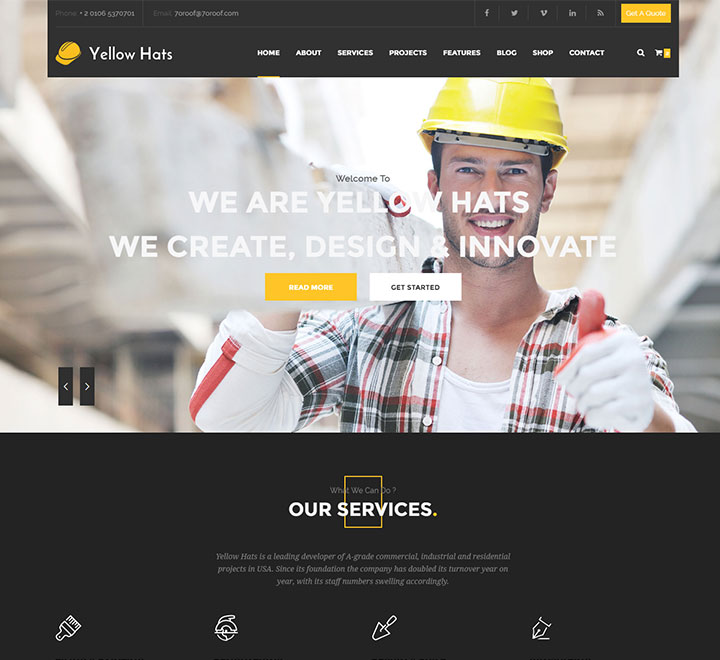 Phone: + 2 0106 5370701 Email: 7oroof@7oroof.com Get A Quote
Yellow Hats HOME ABOUT SERVICES PROJECTS FEATURES BLOG SHOP CONTACT
Welcome To
WE ARE YELLOW HATS
WE CREATE, DESIGN & INNOVATE
READ MORE GET STARTED
What We Can Do ?
OUR SERVICES.
Yellow Hats is a leading developer of A-grade commercial, industrial and residential
projects in USA. Since its foundation the company has doubled its turnover year on
year, with its staff numbers swelling accordingly.